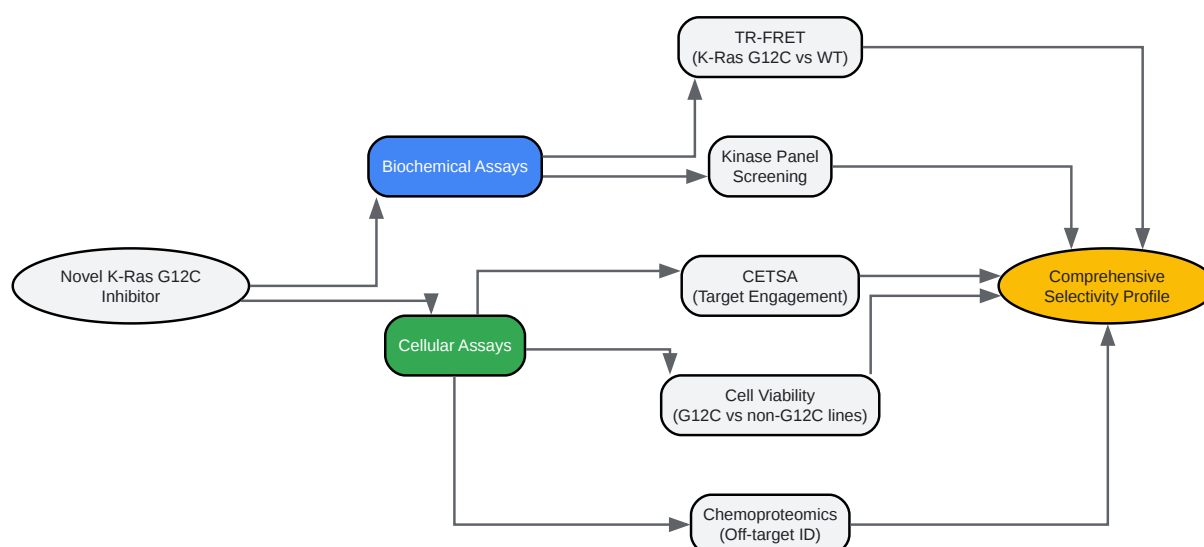 TR-FRET
(K-Ras G12C vs WT)
Biochemical Assays
Kinase Panel
Screening
Novel K-Ras G12C
Inhibitor
CETSA
(Target Engagement)
Comprehensive
Selectivity Profile
Cellular Assays
Cell Viability
(G12C vs non-G12C lines)
Chemoproteomics
(Off-target ID)